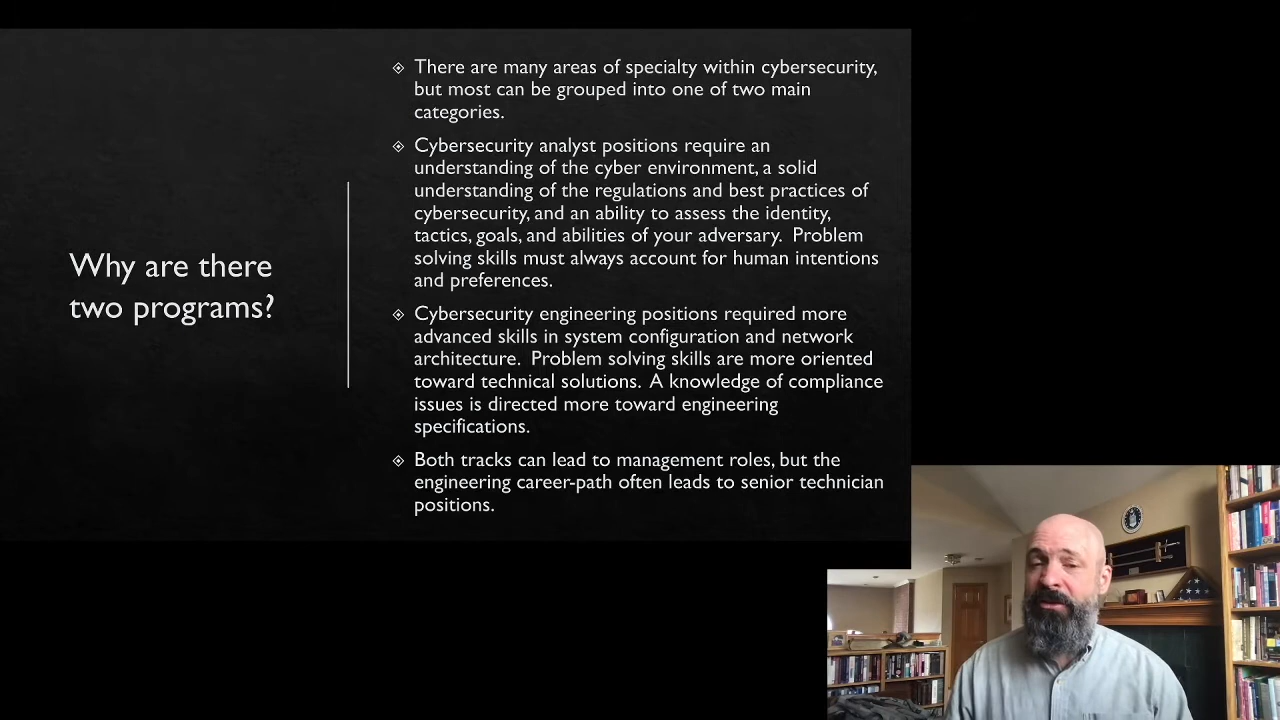 Why are there
two programs?
There are many areas of specialty within cybersecurity,
but most can be grouped into one of two main
categories.
Cybersecurity analyst positions require an
understanding of the cyber environment, a solid
understanding of the regulations and best practices of
cybersecurity, and an ability to assess the identity,
tactics, goals, and abilities of your adversary.  Problem
solving skills must always account for human intentions
and preferences.
Cybersecurity engineering positions required more
advanced skills in system configuration and network
architecture.  Problem solving skills are more oriented
toward technical solutions.  A knowledge of compliance
issues is directed more toward engineering
specifications.
Both tracks can lead to management roles, but the
engineering career-path often leads to senior technician
positions.